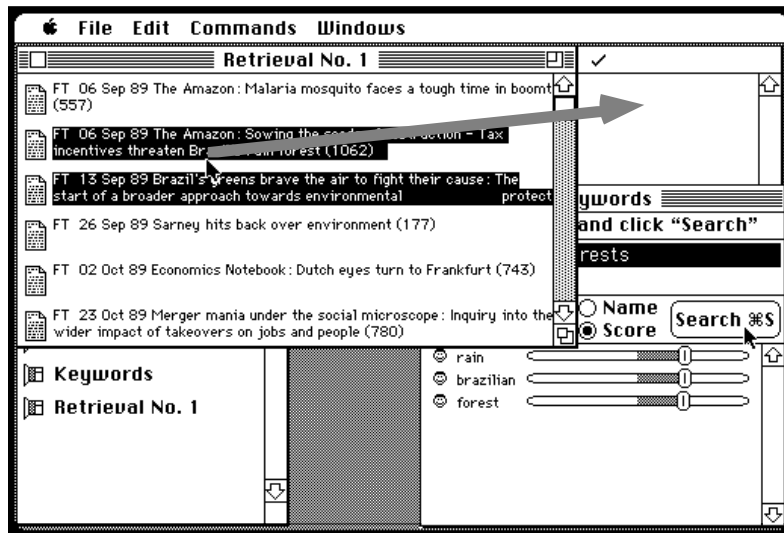 File Edit Commands Windows
Retrieval No. 1
FT 06 Sep 89 The Amazon: Malaria mosquito faces a tough time in boomt
(557)
FT 06 Sep 89 The Amazon: Sowing the - Tax
incentives threaten forest (1062)
FT 13 Sep 89 Brazil's greens brave the air to fight their cause: The
start of a broader approach towards environmental protect
FT 26 Sep 89 Sarney hits back over environment (177)
FT 02 Oct 89 Economics Notebook: Dutch eyes turn to Frankfurt (743)
FT 23 Oct 89 Merger mania under the social microscope: Inquiry into the
wider impact of takeovers on jobs and people (780)
ywords
and click “Search”
rests
Name
Score
Search ⌘S
rain
brazilian
forest
Keywords
Retrieval No. 1